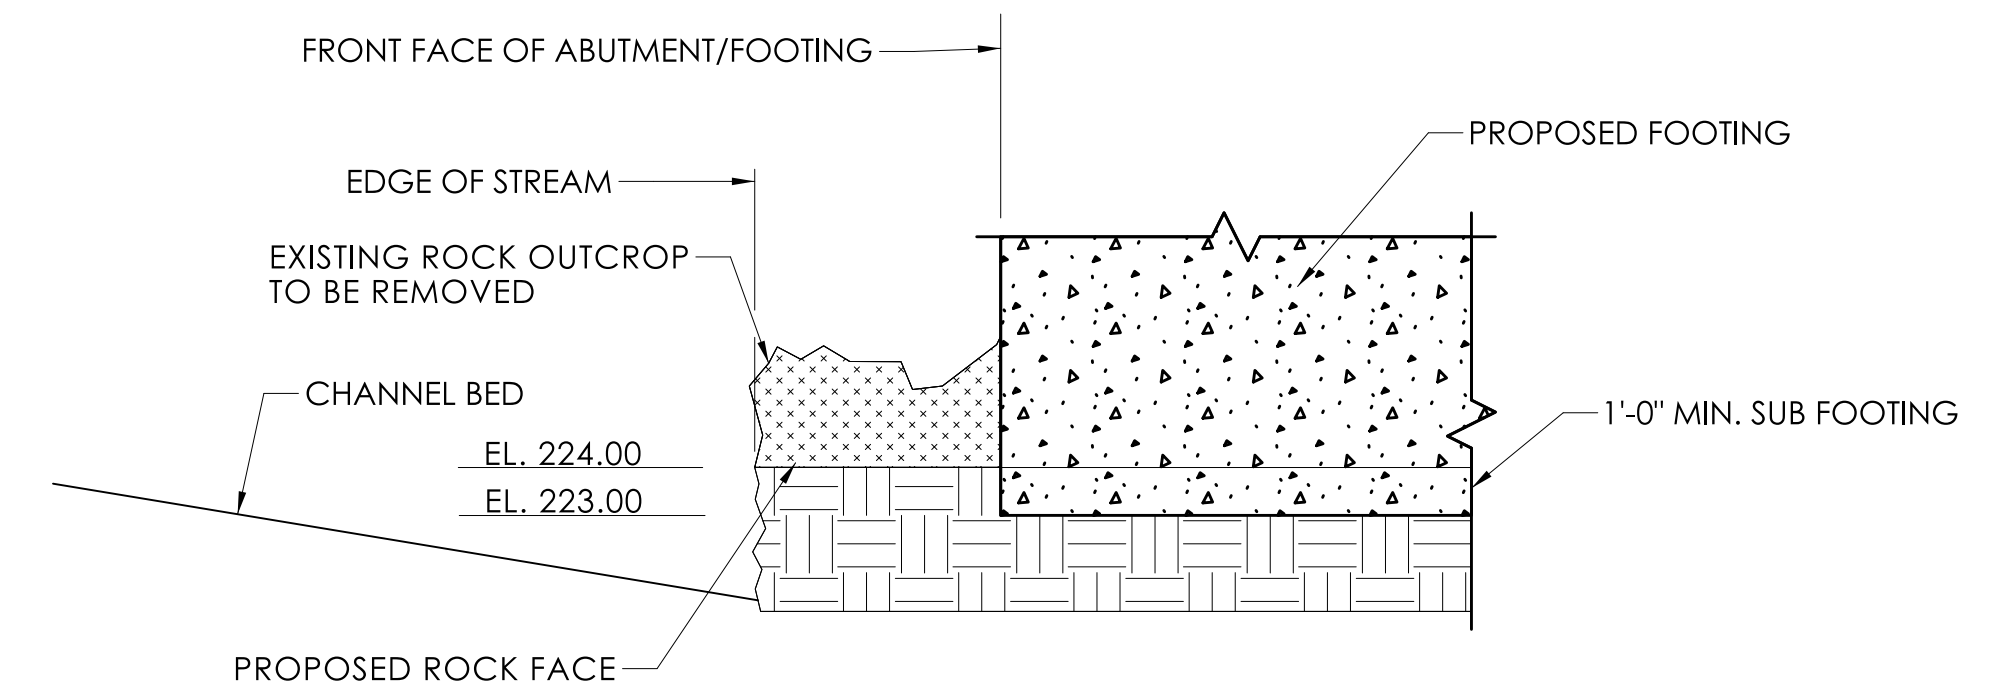 FRONT FACE OF ABUTMENT/FOOTING
PROPOSED FOOTING
EDGE OF STREAM
EXISTING ROCK OUTCROP
TO BE REMOVED
CHANNEL BED
1'-0" MIN. SUB FOOTING
EL. 224.00
EL. 223.00
PROPOSED ROCK FACE